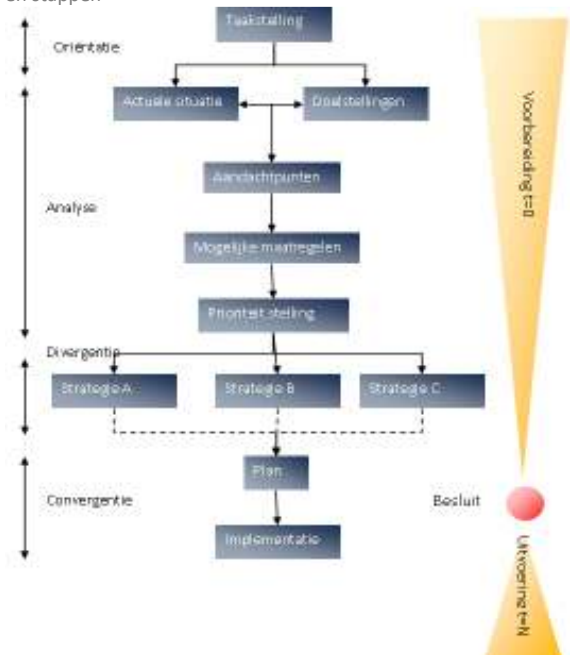 en stappen
Taakstelling
Oriëntatie
Actuele situatie
Doelstellingen
Voorbereiding t=0
Aandachtpunten
Analyse
Mogelijke maatregelen
Prioriteit stelling
Divergentie
Strategie A
Strategie B
Strategie C
Plan
Convergentie
Besluit
Implementatie
Uitvoering t=N